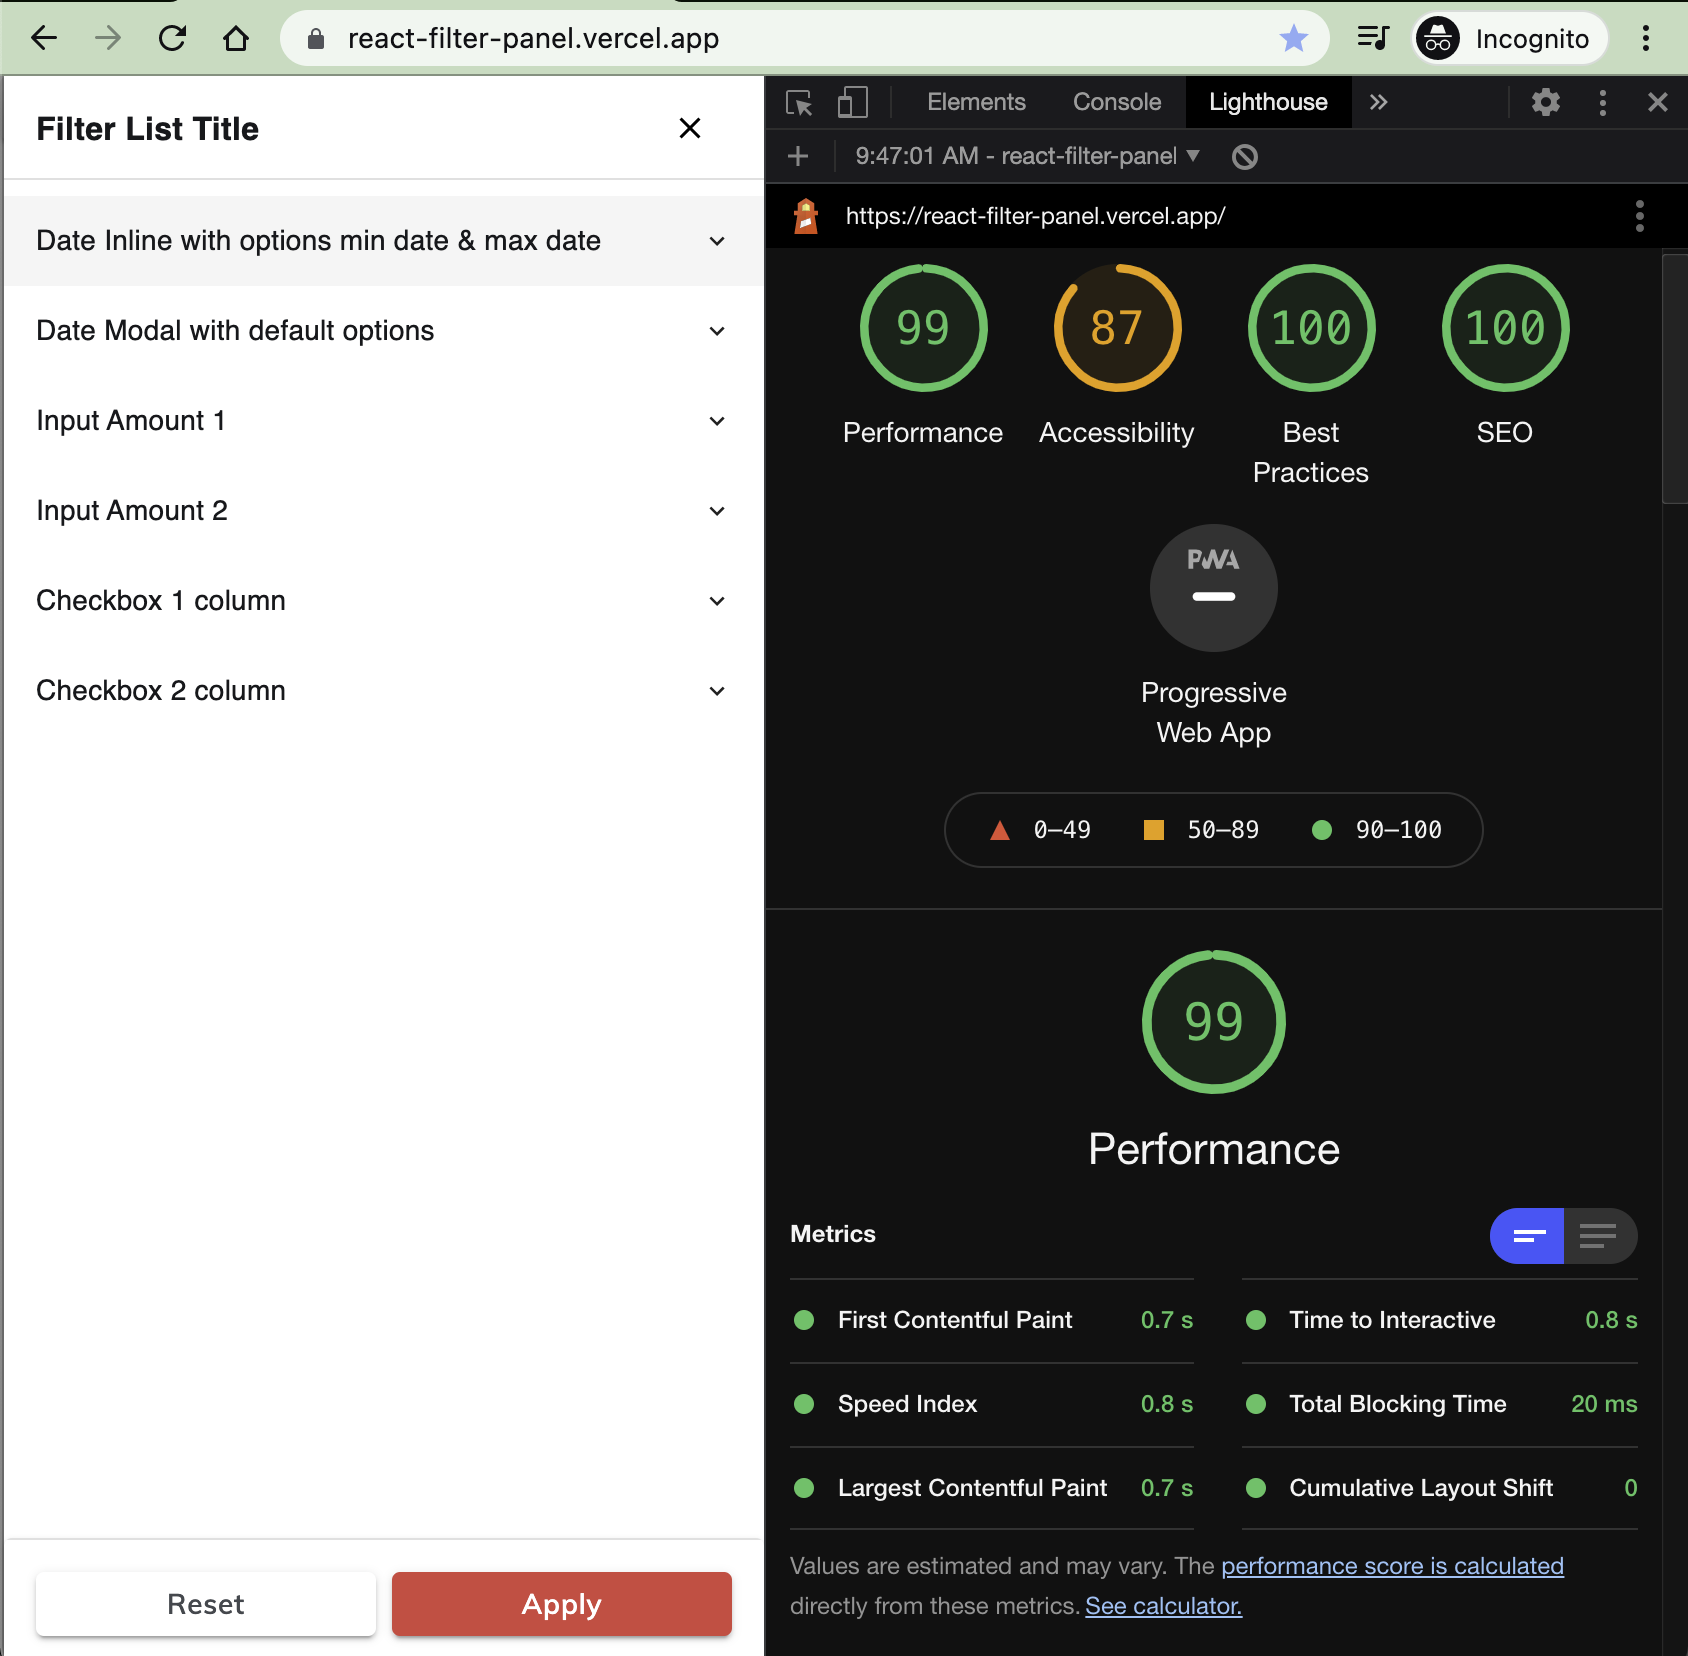 react-filter-panel.vercel.app
Incognito
Filter List Title
Date Inline with options min date & max date
Date Modal with default options
Input Amount 1
Input Amount 2
Checkbox 1 column
Checkbox 2 column
Reset
Apply
Elements
Console
Lighthouse
9:47:01 AM - react-filter-panel
https://react-filter-panel.vercel.app/
99
87
100
100
Performance
Accessibility
Best
Practices
SEO
PWA
Progressive
Web App
0–49
50–89
90–100
99
Performance
Metrics
First Contentful Paint 0.7 s
Time to Interactive 0.8 s
Speed Index 0.8 s
Total Blocking Time 20 ms
Largest Contentful Paint 0.7 s
Cumulative Layout Shift 0
Values are estimated and may vary. The performance score is calculated
directly from these metrics. See calculator.